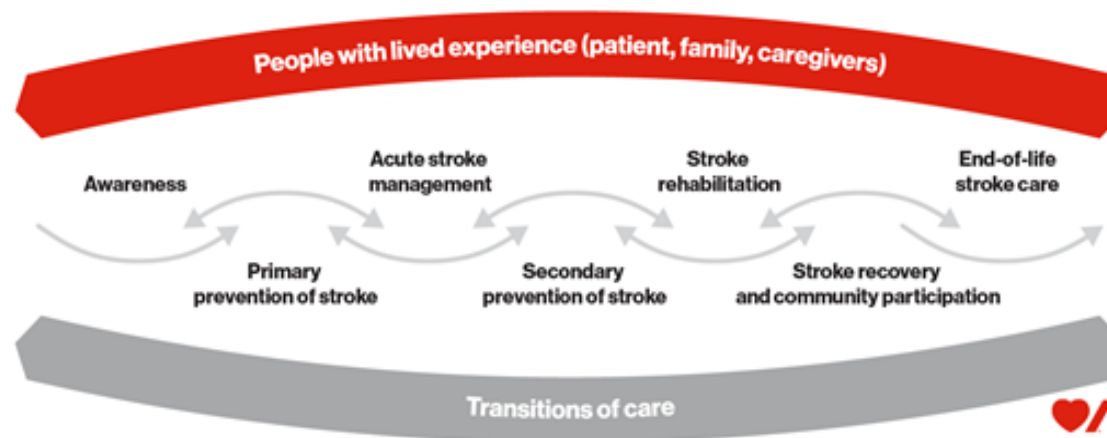 People with lived experience (patient, family, caregivers)
Awareness
Acute stroke
management
Stroke
rehabilitation
End-of-life
stroke care
Primary
prevention of stroke
Secondary
prevention of stroke
Stroke recovery
and community participation
Transitions of care